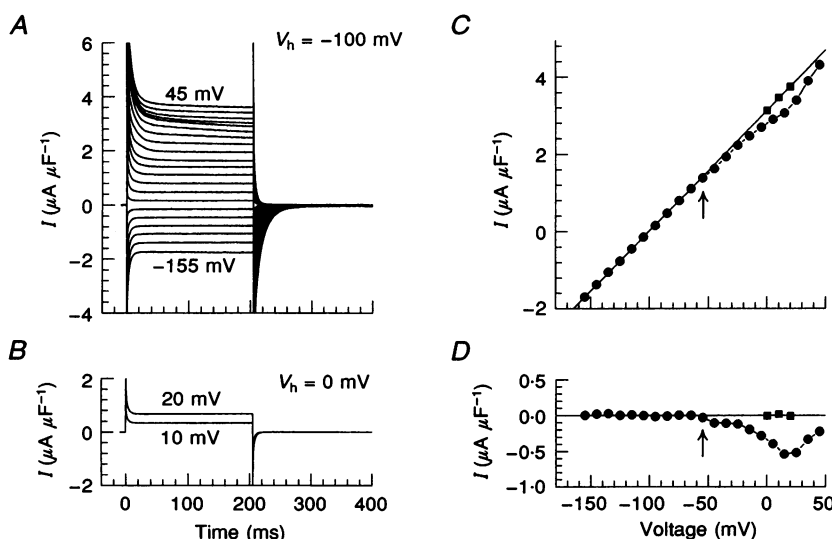 A
V_h = −100 mV
I (μA μF⁻¹)
6
4
2
0
−2
−4
45 mV
−155 mV
B
V_h = 0 mV
I (μA μF⁻¹)
2
0
−2
20 mV
10 mV
0 100 200 300 400
Time (ms)
C
I (μA μF⁻¹)
4
2
0
−2
D
I (μA μF⁻¹)
0·5
0·0
−0·5
−1·0
−150 −100 −50 0 50
Voltage (mV)